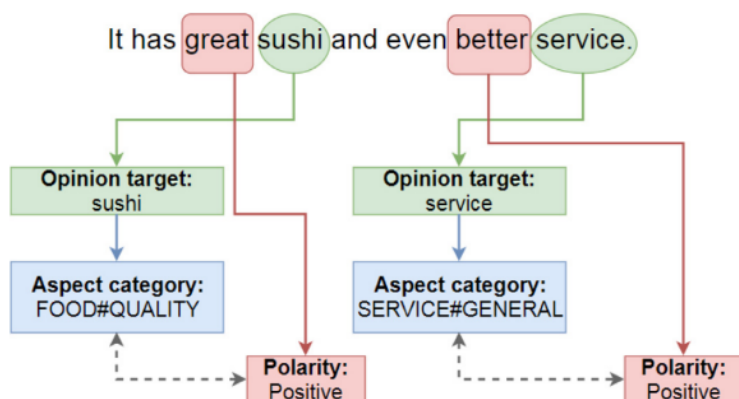 It has great sushi and even better service.
Opinion target:
sushi
Opinion target:
service
Aspect category:
FOOD#QUALITY
Aspect category:
SERVICE#GENERAL
Polarity:
Positive
Polarity:
Positive